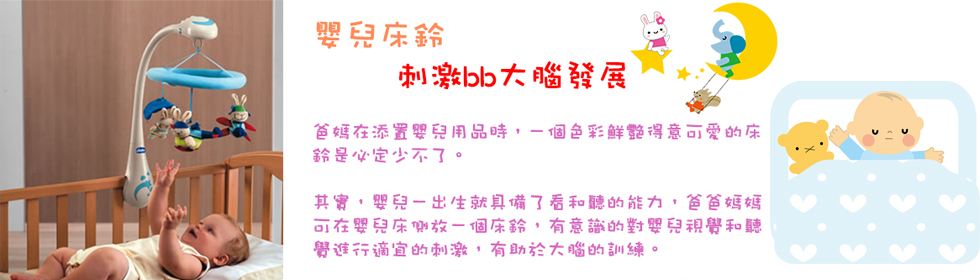 嬰兒床鈴
刺激bb大腦發展
爸媽在添置嬰兒用品時，一個色彩鮮艷得意可愛的床
鈴是必定少不了。
其實，嬰兒一出生就具備了看和聽的能力，爸爸媽媽
可在嬰兒床側放一個床鈴，有意識的對嬰兒視覺和聽
覺進行適宜的刺激，有助於大腦的訓練。